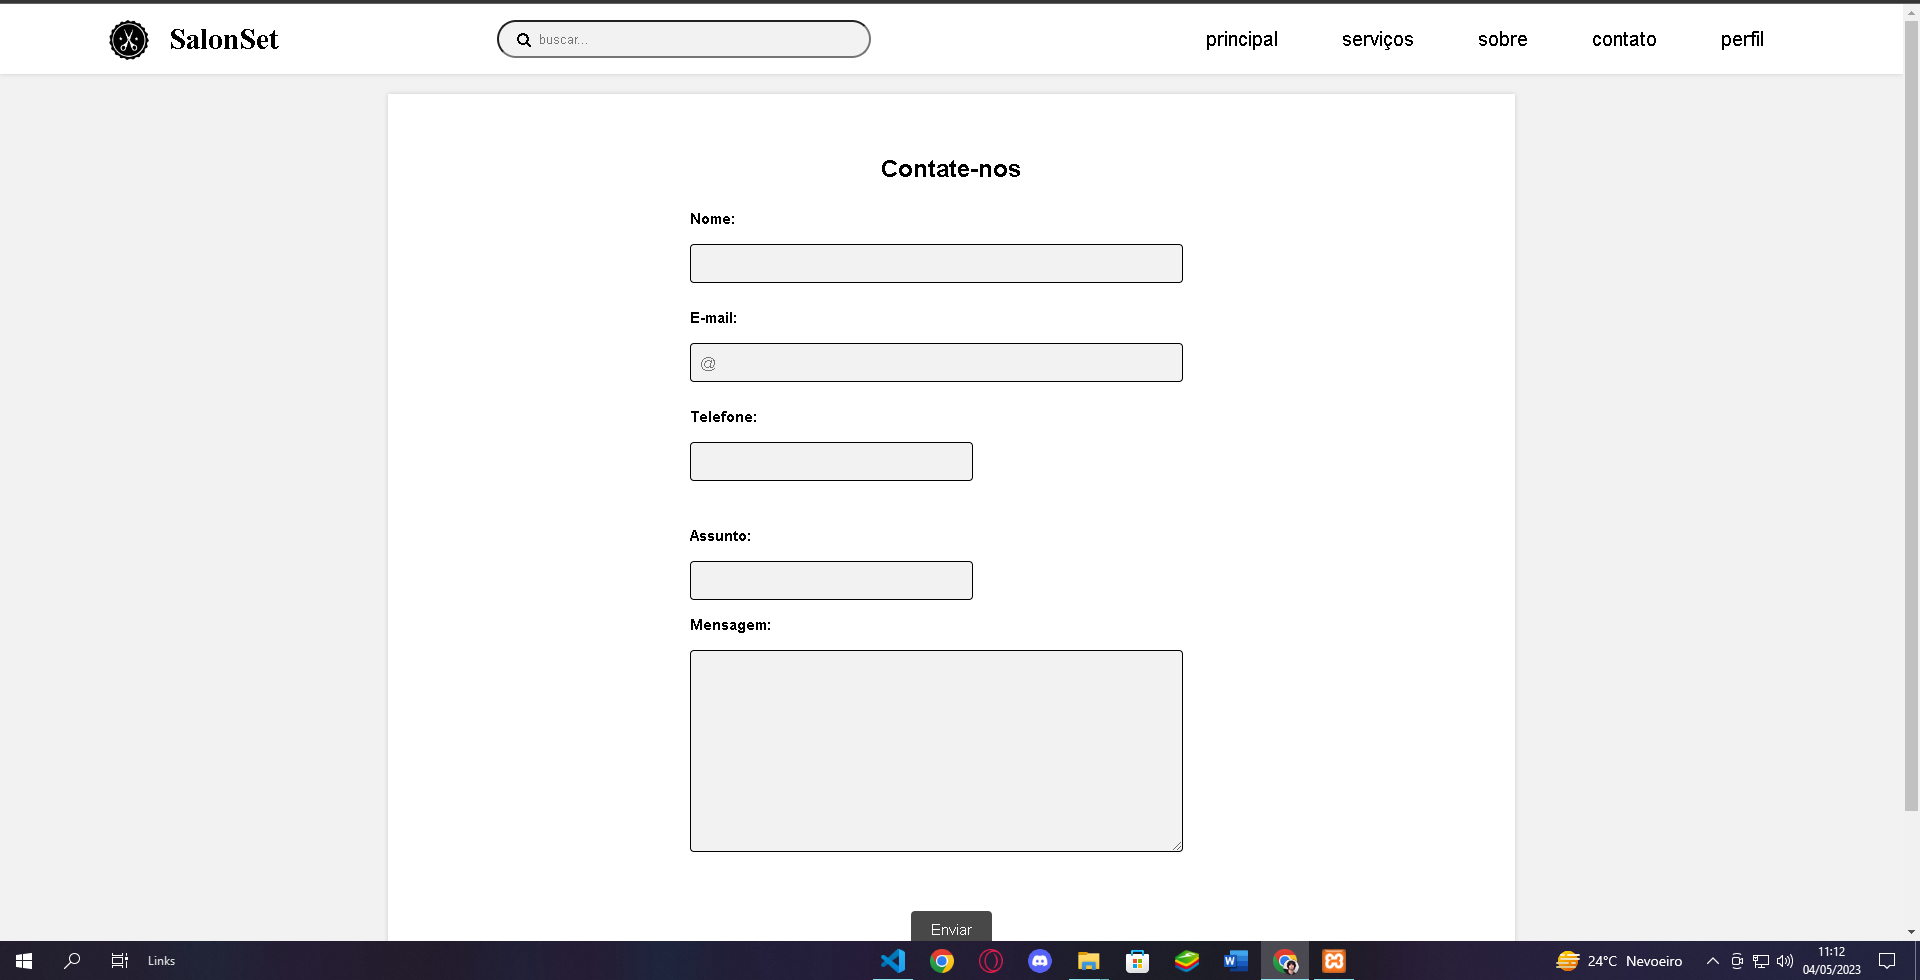 SalonSet
buscar...
principal serviços sobre contato perfil
Contate-nos
Nome:
E-mail:
@
Telefone:
Assunto:
Mensagem:
Enviar
Links
W
24°C Nevoeiro
11:12
04/05/2023